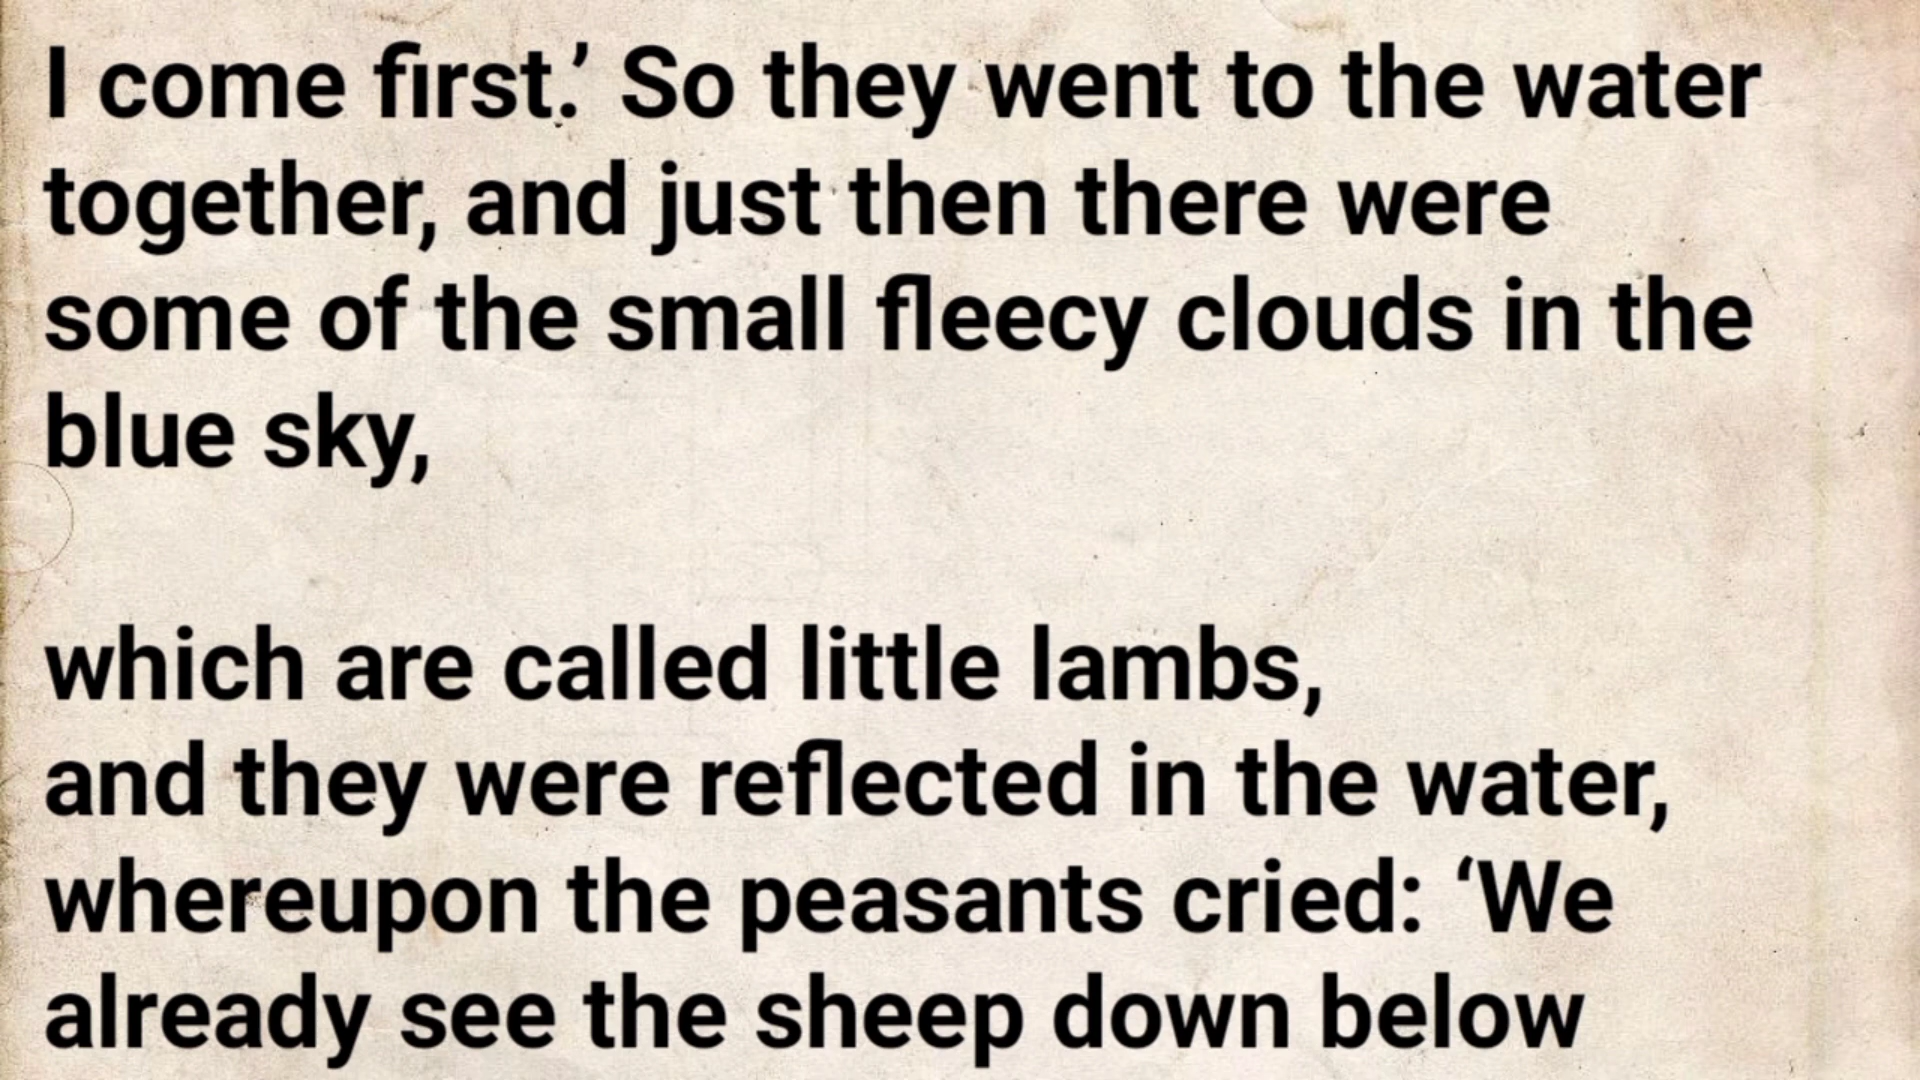 I come first.’ So they went to the water
together, and just then there were
some of the small fleecy clouds in the
blue sky,
which are called little lambs,
and they were reflected in the water,
whereupon the peasants cried: ‘We
already see the sheep down below